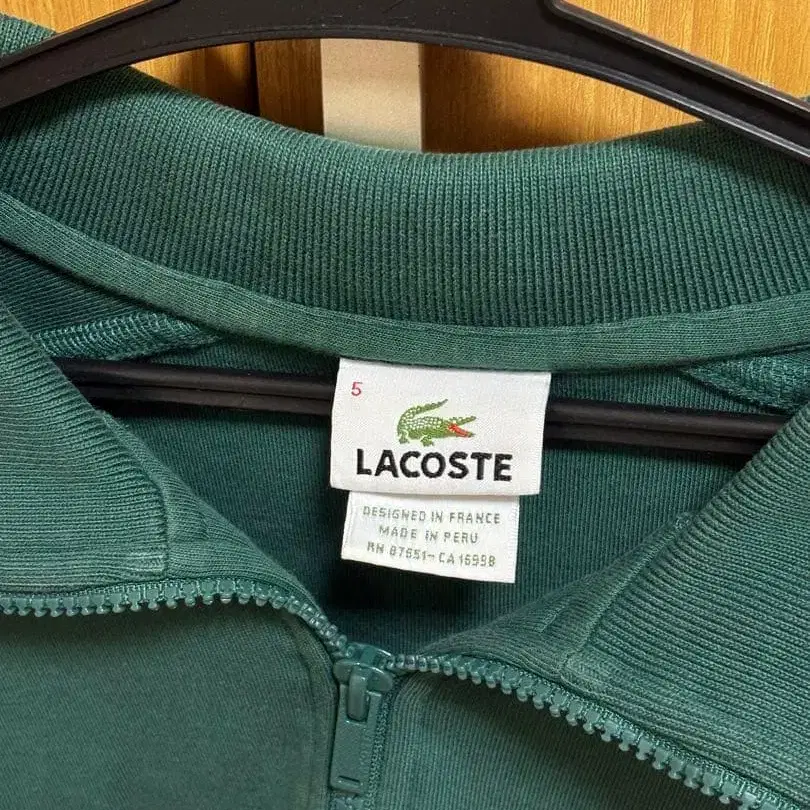 5
LACOSTE
DESIGNED IN FRANCE
MADE IN PERU
RN 87651-CA 16998